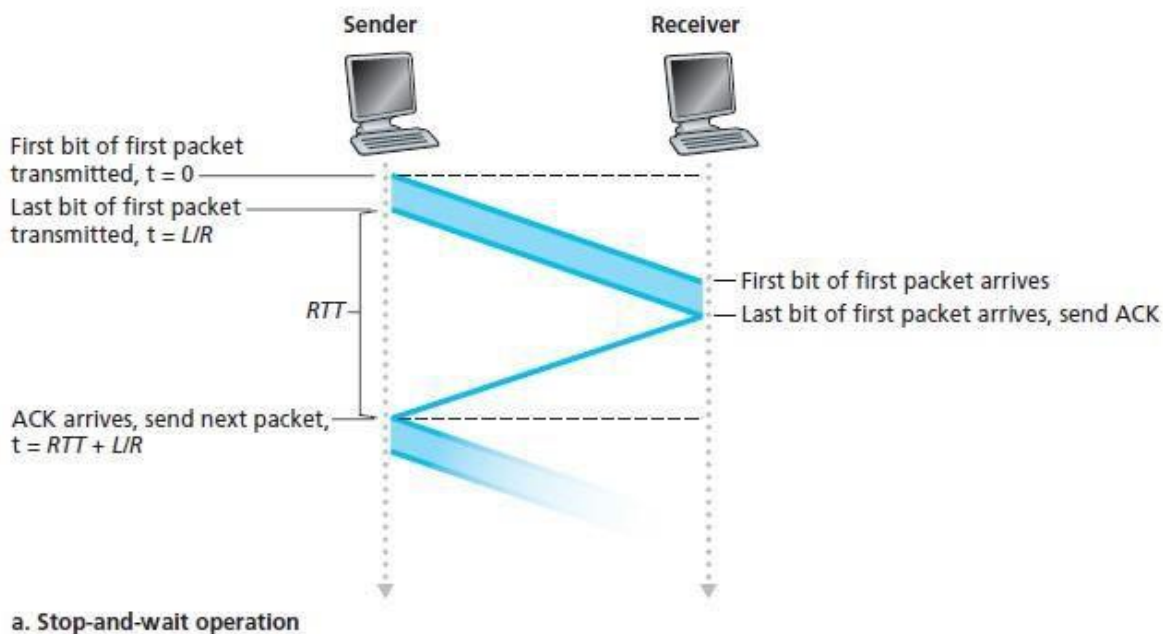 Sender
Receiver
First bit of first packet
transmitted, t = 0
Last bit of first packet
transmitted, t = L/R
First bit of first packet arrives
RTT
Last bit of first packet arrives, send ACK
ACK arrives, send next packet,
t = RTT + L/R
a. Stop-and-wait operation